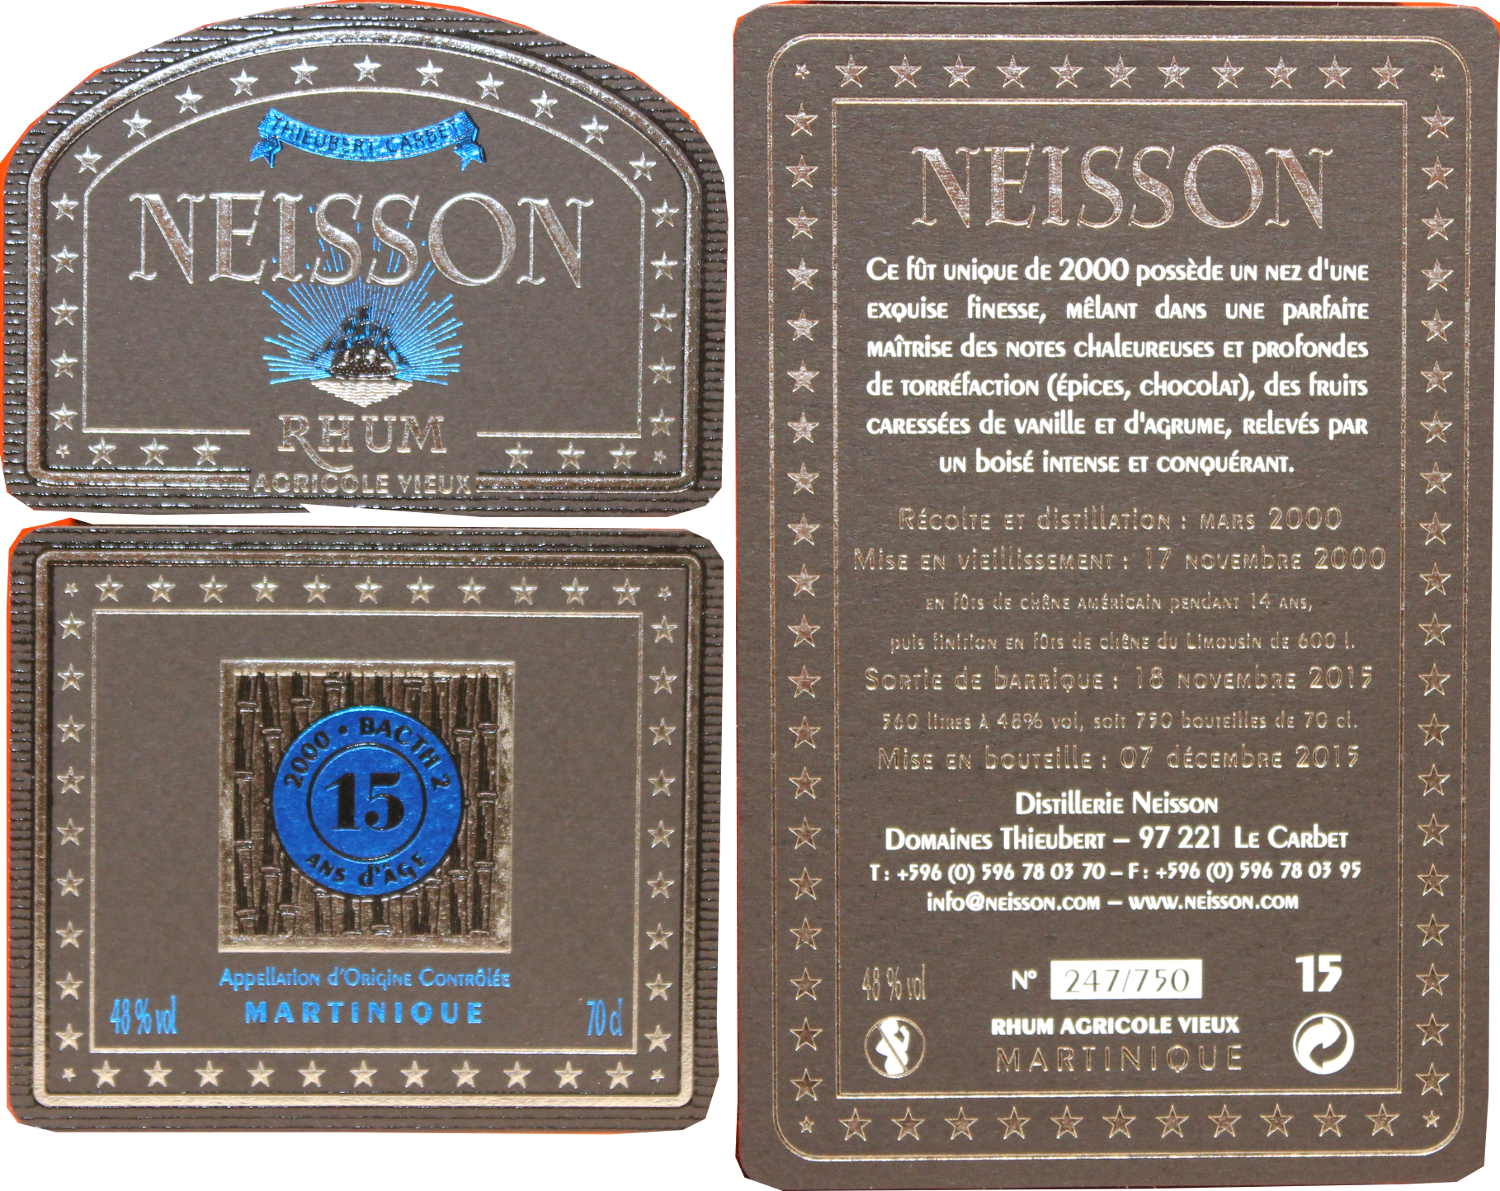 THIEUBERT-CARBET
NEISSON
RHUM
AGRICOLE VIEUX
2000 • BACTH 2
15
ANS d'ÂGE
Appellation d'Origine Contrôlée
MARTINIQUE
48 % vol
70 cl
NEISSON
Ce fût unique de 2000 possède un nez d'une
exquise finesse, mêlant dans une parfaite
maîtrise des notes chaleureuses et profondes
de torréfaction (épices, chocolat), des fruits
caressées de vanille et d'agrume, relevés par
un boisé intense et conquérant.
Récolte et distillation : mars 2000
Mise en vieillissement : 17 novembre 2000
en fûts de chêne américain pendant 14 ans,
puis finition en fûts de chêne du Limousin de 600 l.
Sortie de barrique : 18 novembre 2015
560 litres à 48% vol, soit 750 bouteilles de 70 cl.
Mise en bouteille : 07 décembre 2015
Distillerie Neisson
Domaines Thieubert – 97 221 Le Carbet
T : +596 (0) 596 78 03 70 – F : +596 (0) 596 78 03 95
info@neisson.com – www.neisson.com
48 % vol
N° 247/750
15
RHUM AGRICOLE VIEUX
MARTINIQUE